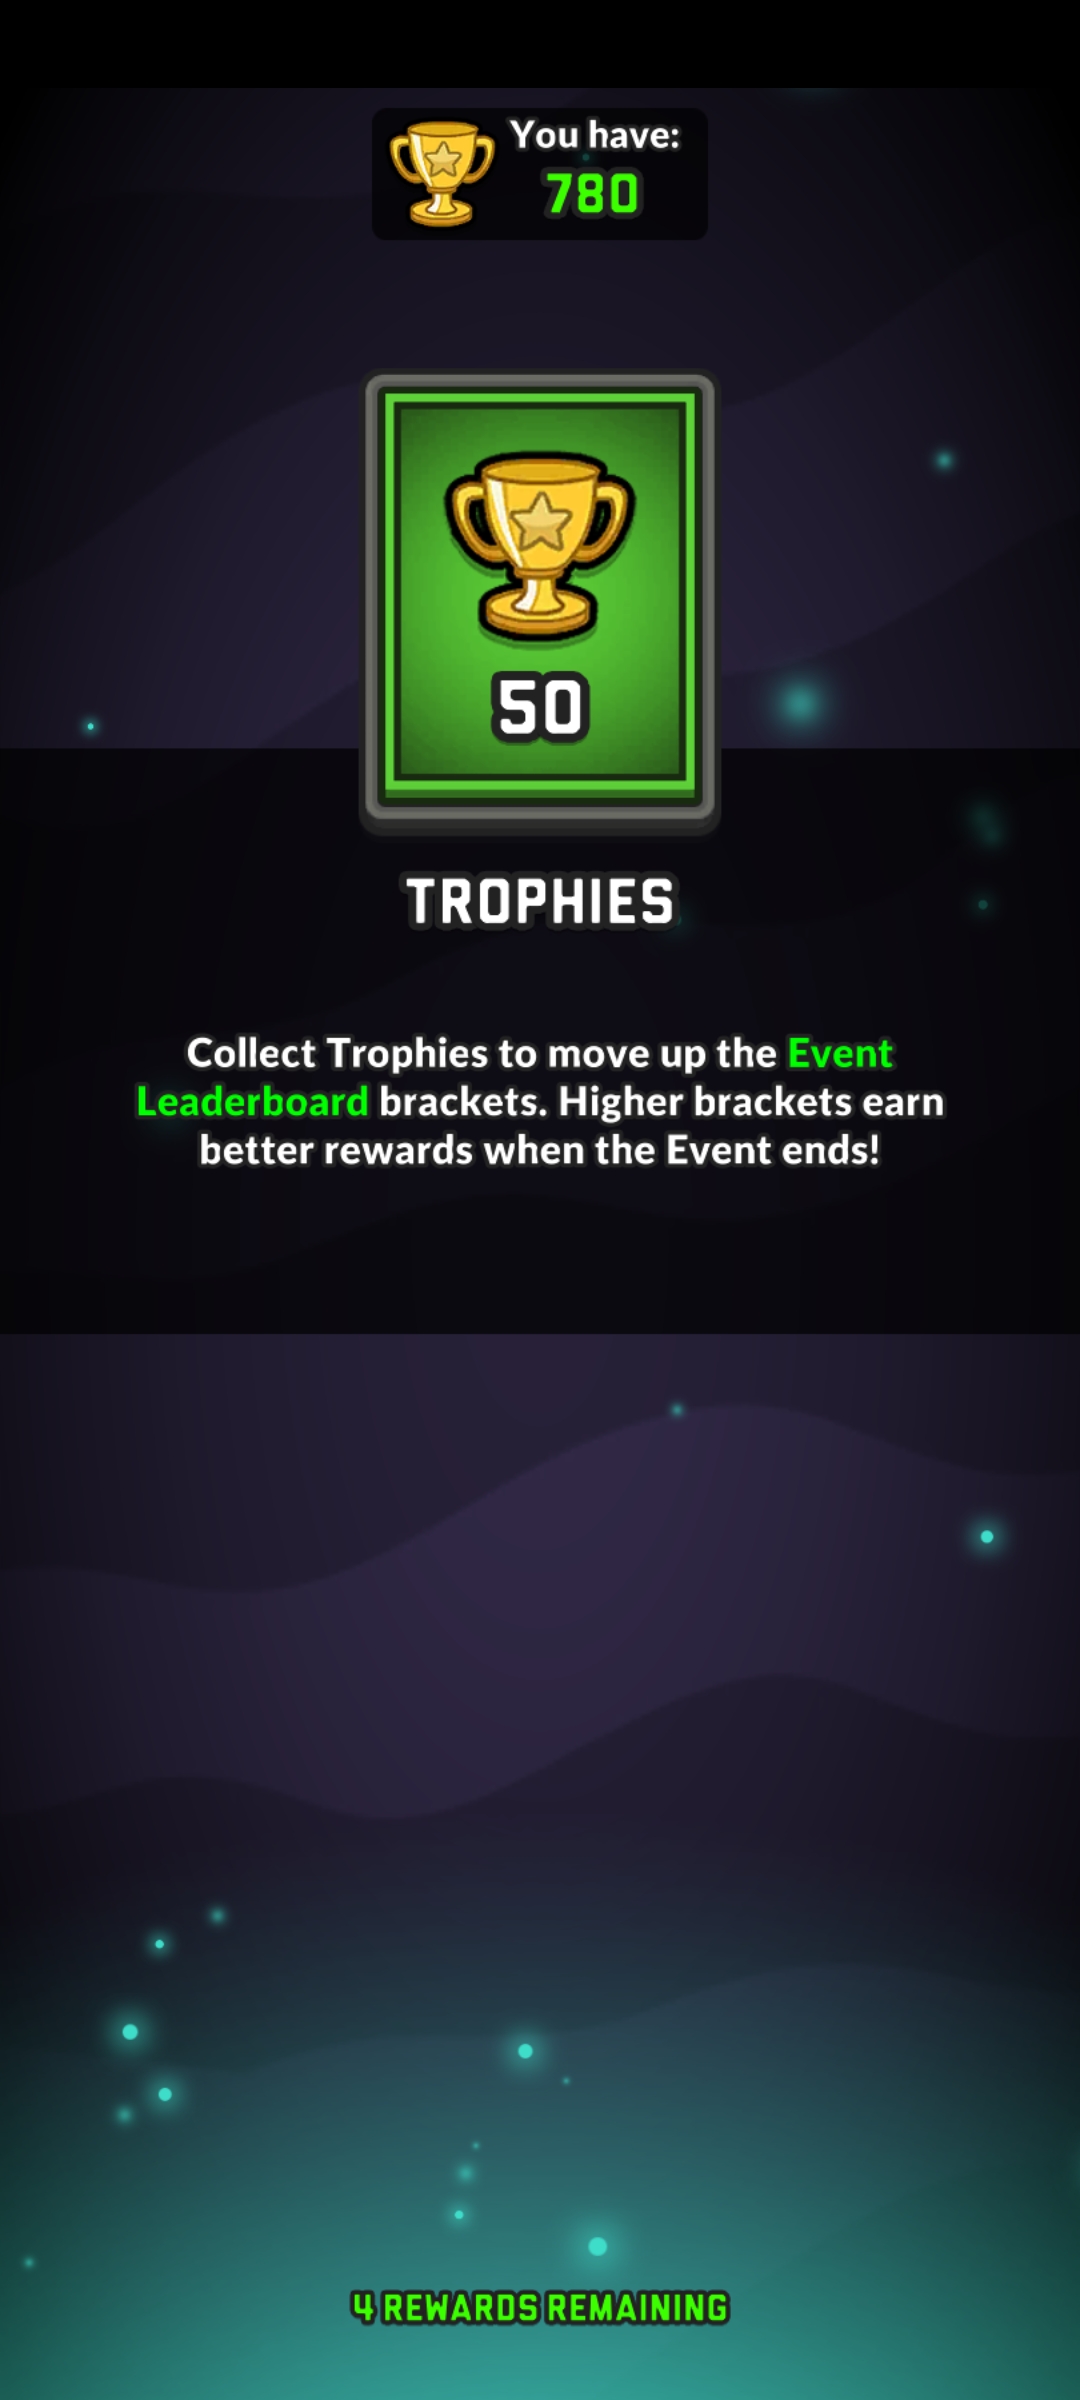 You have:
780
50
TROPHIES
Collect Trophies to move up the Event
Leaderboard brackets. Higher brackets earn
better rewards when the Event ends!
4 REWARDS REMAINING